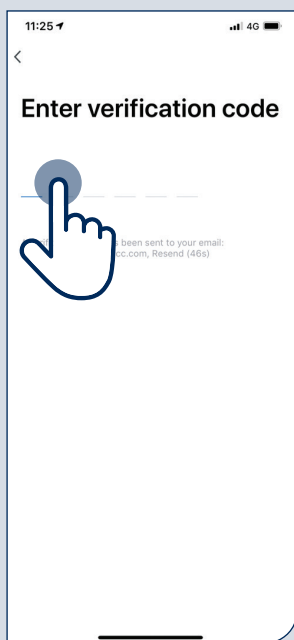 11:25
4G
Enter verification code
been sent to your email:
cc.com, Resend (46s)